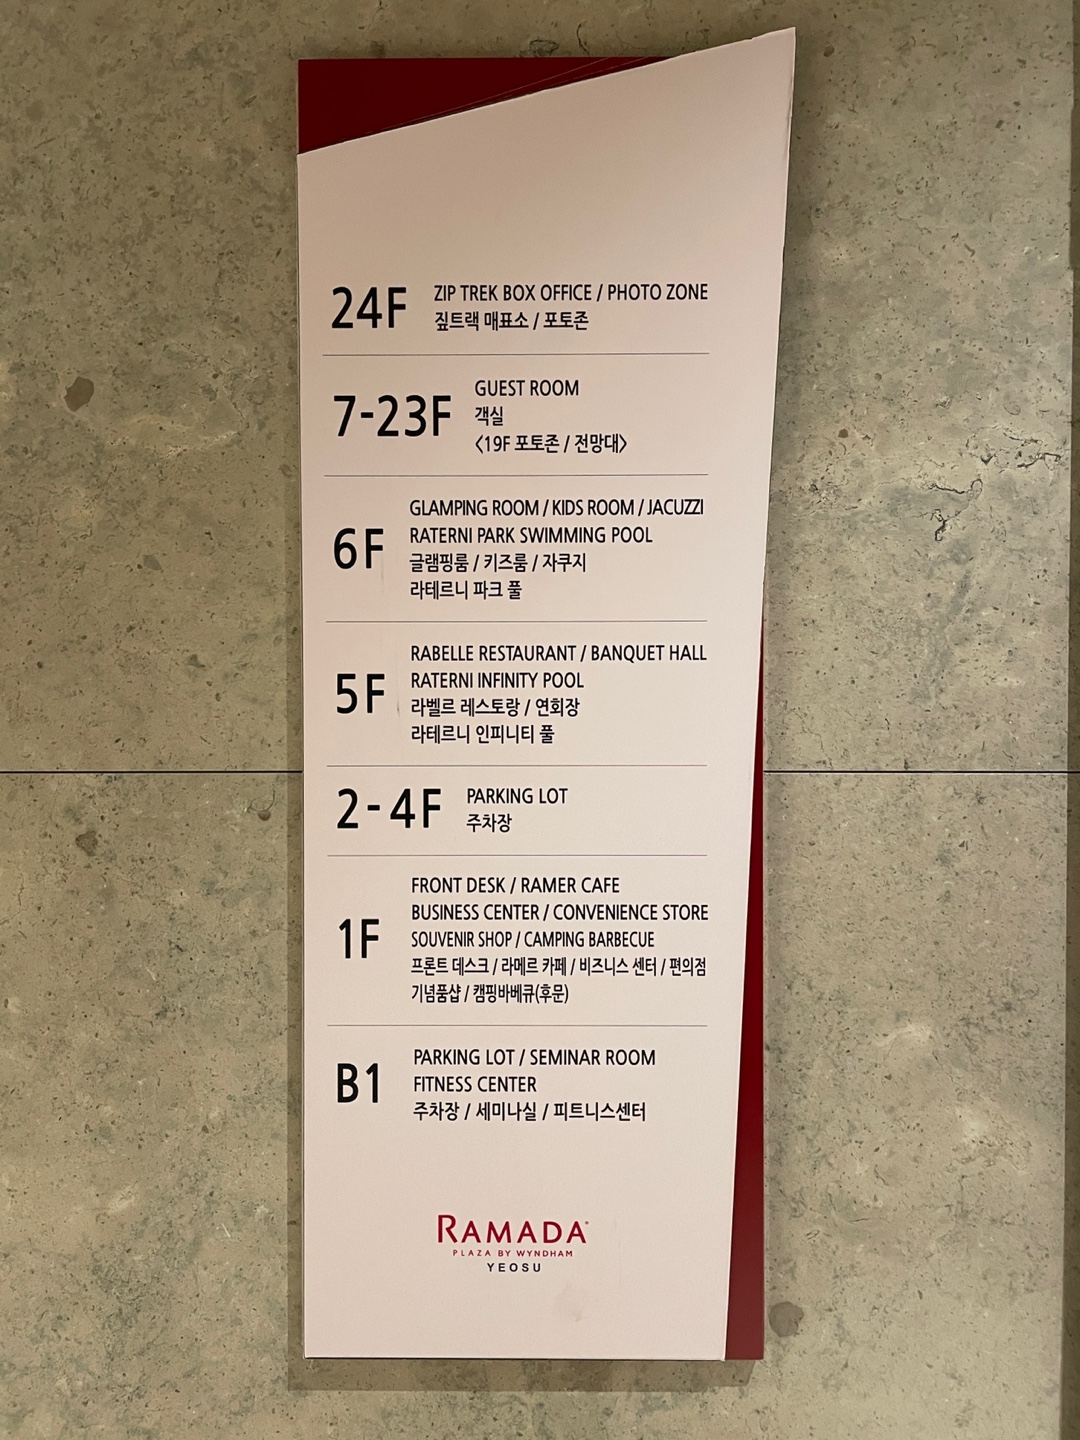 24F
ZIP TREK BOX OFFICE / PHOTO ZONE
짚트랙 매표소 / 포토존
7-23F
GUEST ROOM
객실
<19F 포토존 / 전망대>
6F
GLAMPING ROOM / KIDS ROOM / JACUZZI
RATERNI PARK SWIMMING POOL
글램핑룸 / 키즈룸 / 자쿠지
라테르니 파크 풀
5F
RABELLE RESTAURANT / BANQUET HALL
RATERNI INFINITY POOL
라벨르 레스토랑 / 연회장
라테르니 인피니티 풀
2-4F
PARKING LOT
주차장
1F
FRONT DESK / RAMER CAFE
BUSINESS CENTER / CONVENIENCE STORE
SOUVENIR SHOP / CAMPING BARBECUE
프론트 데스크 / 라메르 카페 / 비즈니스 센터 / 편의점
기념품샵 / 캠핑바베큐(후문)
B1
PARKING LOT / SEMINAR ROOM
FITNESS CENTER
주차장 / 세미나실 / 피트니스센터
RAMADA
PLAZA BY WYNDHAM
YEOSU